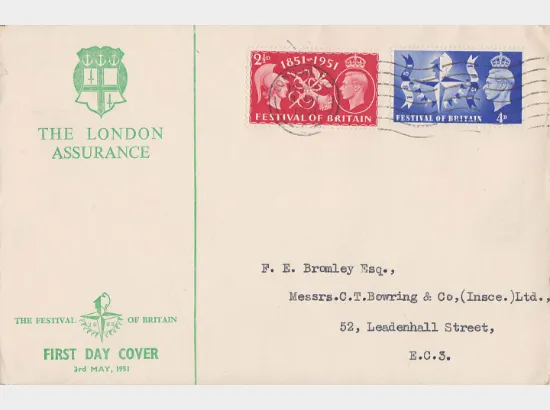 THE LONDON
ASSURANCE
2½D
1851-1951
FESTIVAL OF BRITAIN
FESTIVAL OF BRITAIN
4D
F. E. Bromley Esq.,
Messrs.C.T.Bowring & Co,(Insce.)Ltd.,
52, Leadenhall Street,
E.C.3.
THE FESTIVAL OF BRITAIN
FIRST DAY COVER
3rd MAY, 1951